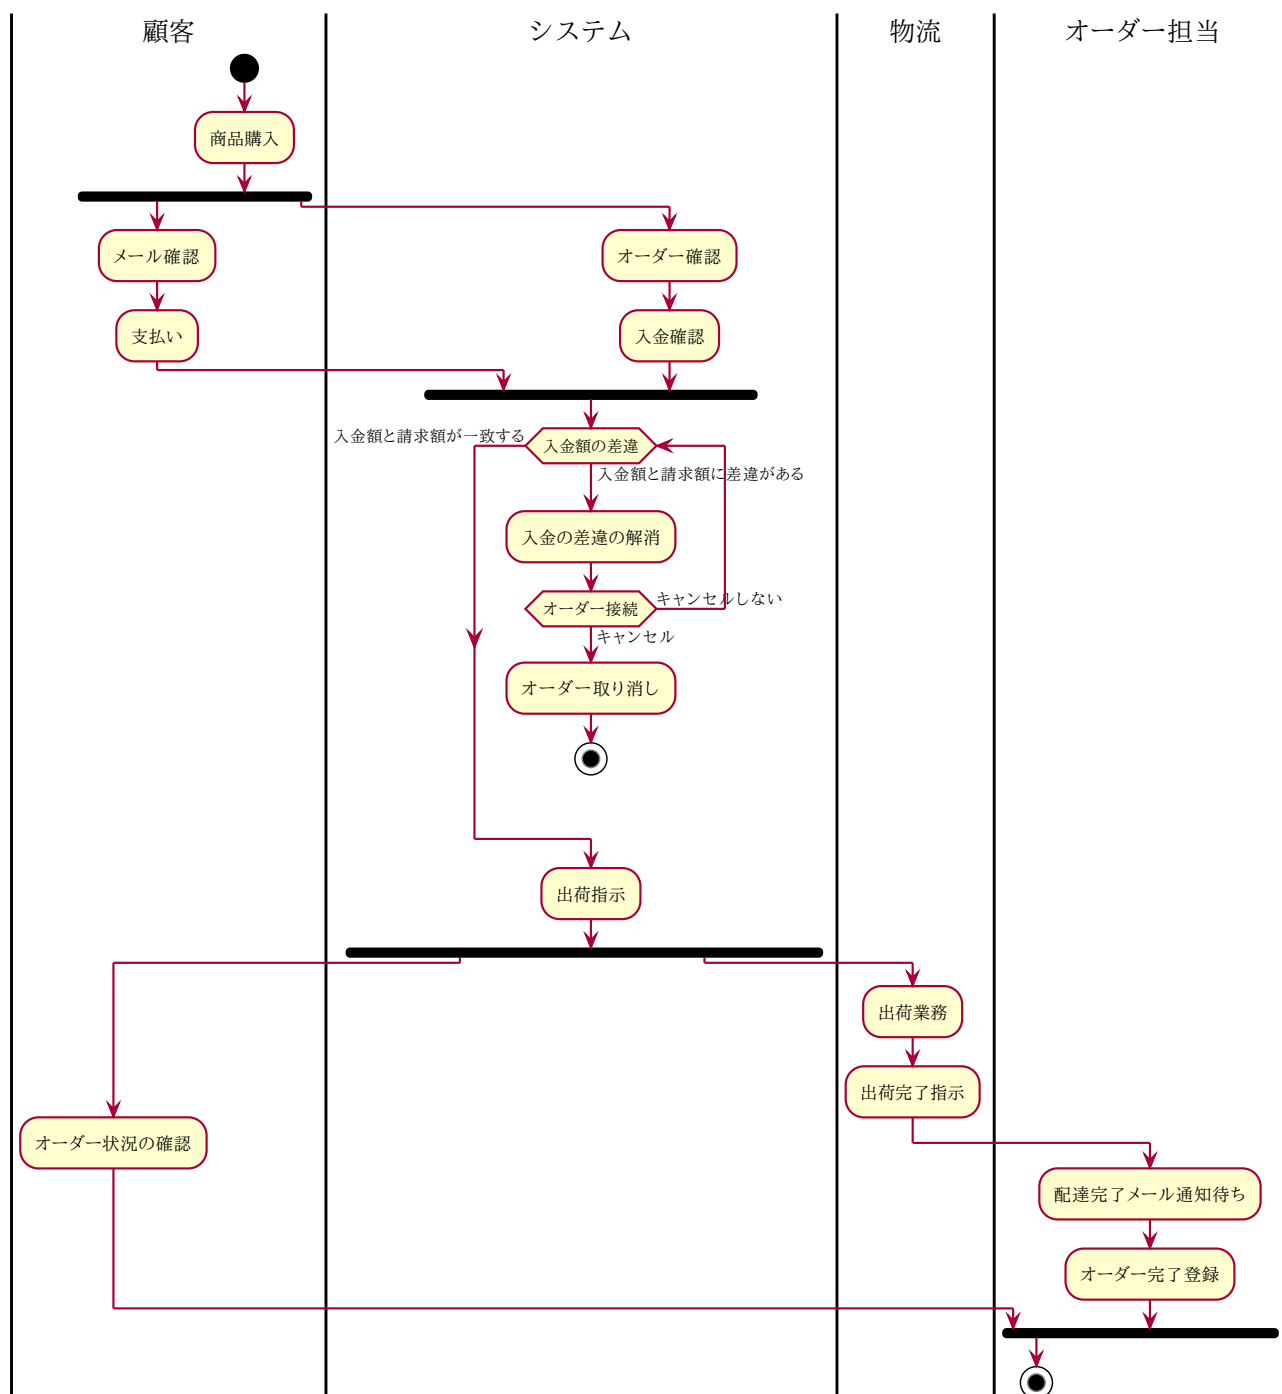 顧客
システム
物流
オーダー担当
商品購入
メール確認
オーダー確認
支払い
入金確認
入金額と請求額が一致する
入金額の差違
入金額と請求額に差違がある
入金の差違の解消
オーダー接続
キャンセルしない
キャンセル
オーダー取り消し
出荷指示
出荷業務
出荷完了指示
オーダー状況の確認
配達完了メール通知待ち
オーダー完了登録